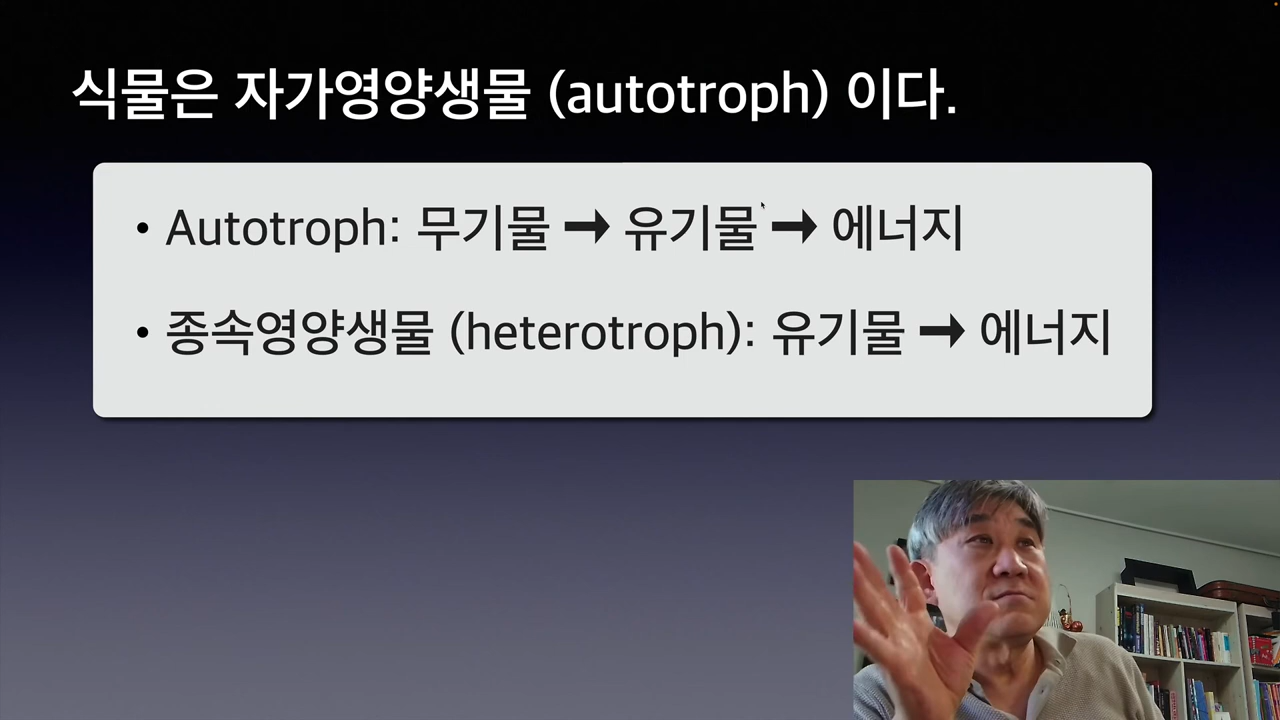 식물은 자가영양생물 (autotroph) 이다.
• Autotroph: 무기물 ➡ 유기물 ➡ 에너지
• 종속영양생물 (heterotroph): 유기물 ➡ 에너지